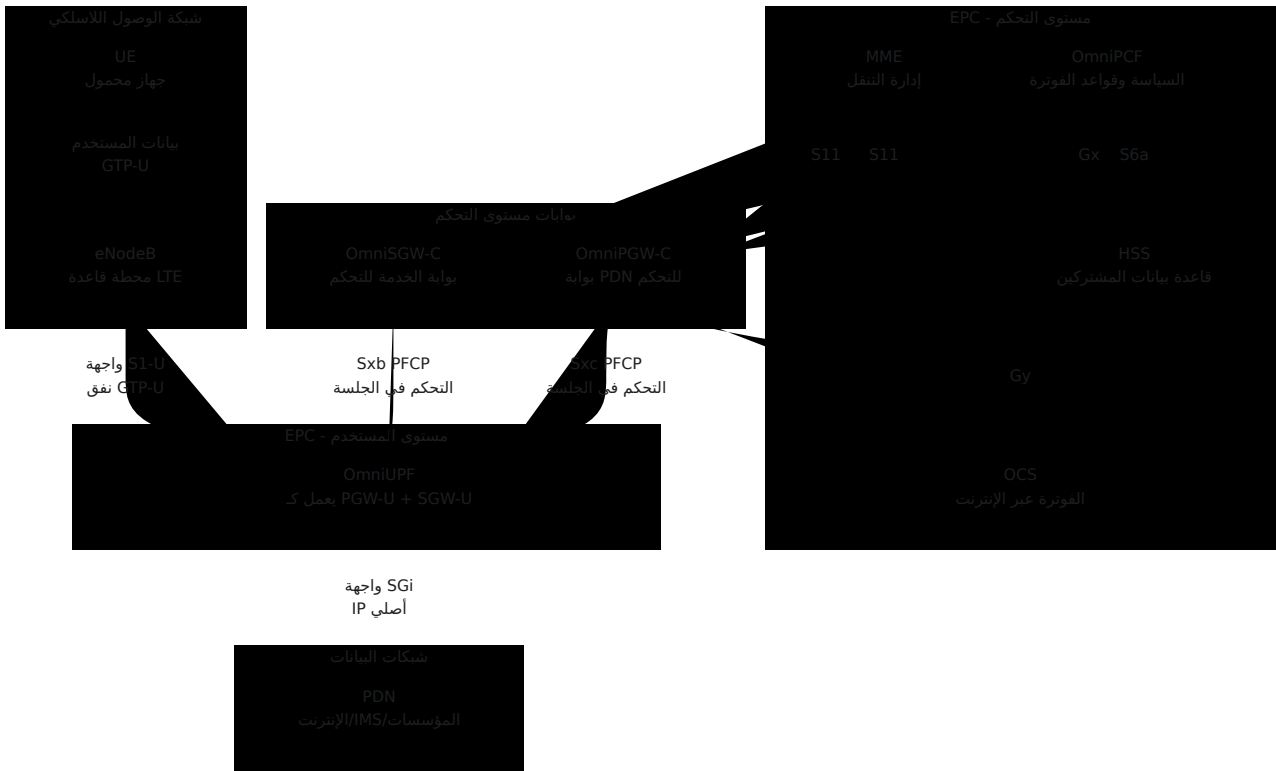 شبكة الوصول اللاسلكي
UE
جهاز محمول
بيانات المستخدم
GTP-U
eNodeB
محطة قاعدة LTE
مستوى التحكم - EPC
MME
إدارة التنقل
OmniPCF
السياسة وقواعد الفوترة
S11
S11
Gx
S6a
بوابات مستوى التحكم
OmniSGW-C
بوابة الخدمة للتحكم
OmniPGW-C
بوابة PDN للتحكم
HSS
قاعدة بيانات المشتركين
واجهة S1-U
نفق GTP-U
Sxb PFCP
التحكم في الجلسة
Sxc PFCP
التحكم في الجلسة
Gy
مستوى المستخدم - EPC
OmniUPF
يعمل كـ PGW-U + SGW-U
OCS
الفوترة عبر الإنترنت
واجهة SGi
أصلي IP
شبكات البيانات
PDN
الإنترنت/IMS/المؤسسات